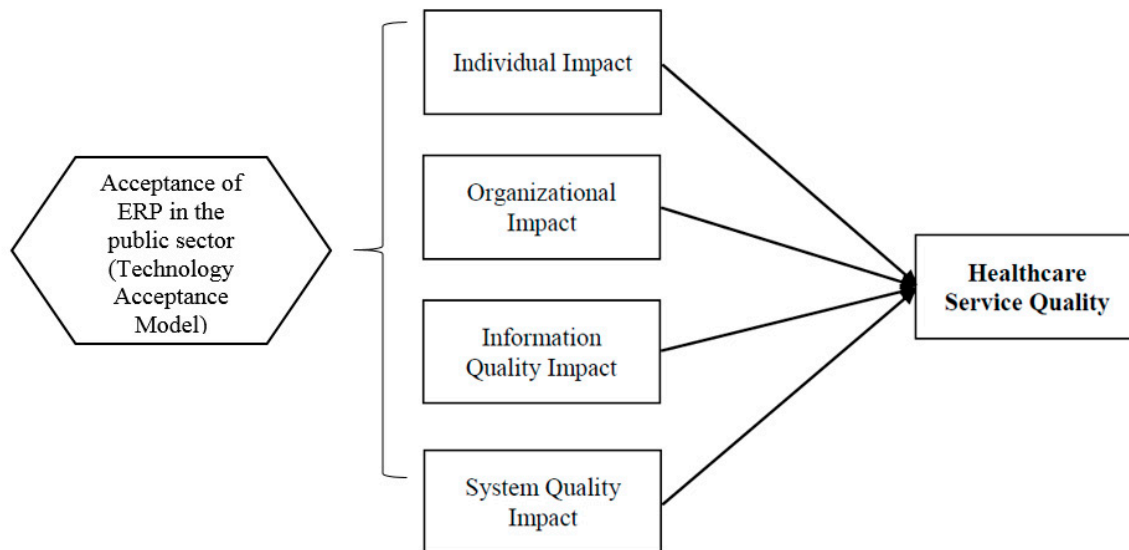 Acceptance of
ERP in the
public sector
(Technology
Acceptance
Model)
Individual Impact
Organizational
Impact
Information
Quality Impact
System Quality
Impact
Healthcare
Service Quality